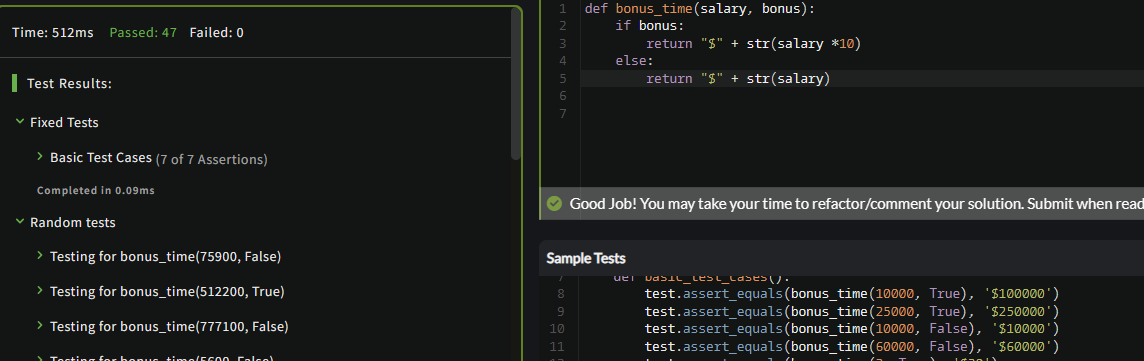 Time: 512ms Passed: 47 Failed: 0
Test Results:
Fixed Tests
Basic Test Cases (7 of 7 Assertions)
Completed in 0.09ms
Random tests
Testing for bonus_time(75900, False)
Testing for bonus_time(512200, True)
Testing for bonus_time(777100, False)
Testing for bonus_time(5600, False)
1 def bonus_time(salary, bonus):
2 if bonus:
3 return "$" + str(salary *10)
4 else:
5 return "$" + str(salary)
6
7
Good Job! You may take your time to refactor/comment your solution. Submit when read
Sample Tests
7 def basic_test_cases():
8 test.assert_equals(bonus_time(10000, True), '$100000')
9 test.assert_equals(bonus_time(25000, True), '$250000')
10 test.assert_equals(bonus_time(10000, False), '$10000')
11 test.assert_equals(bonus_time(60000, False), '$60000')